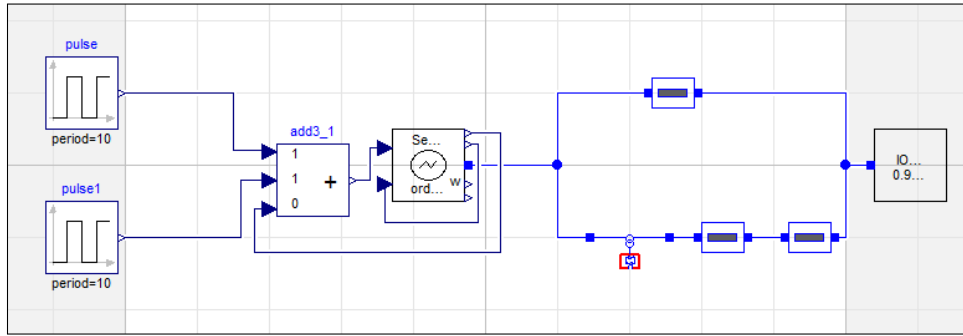 pulse
period=10
pulse1
period=10
add3_1
1
1
+
0
Se...
ord...
w
IO...
0.9...